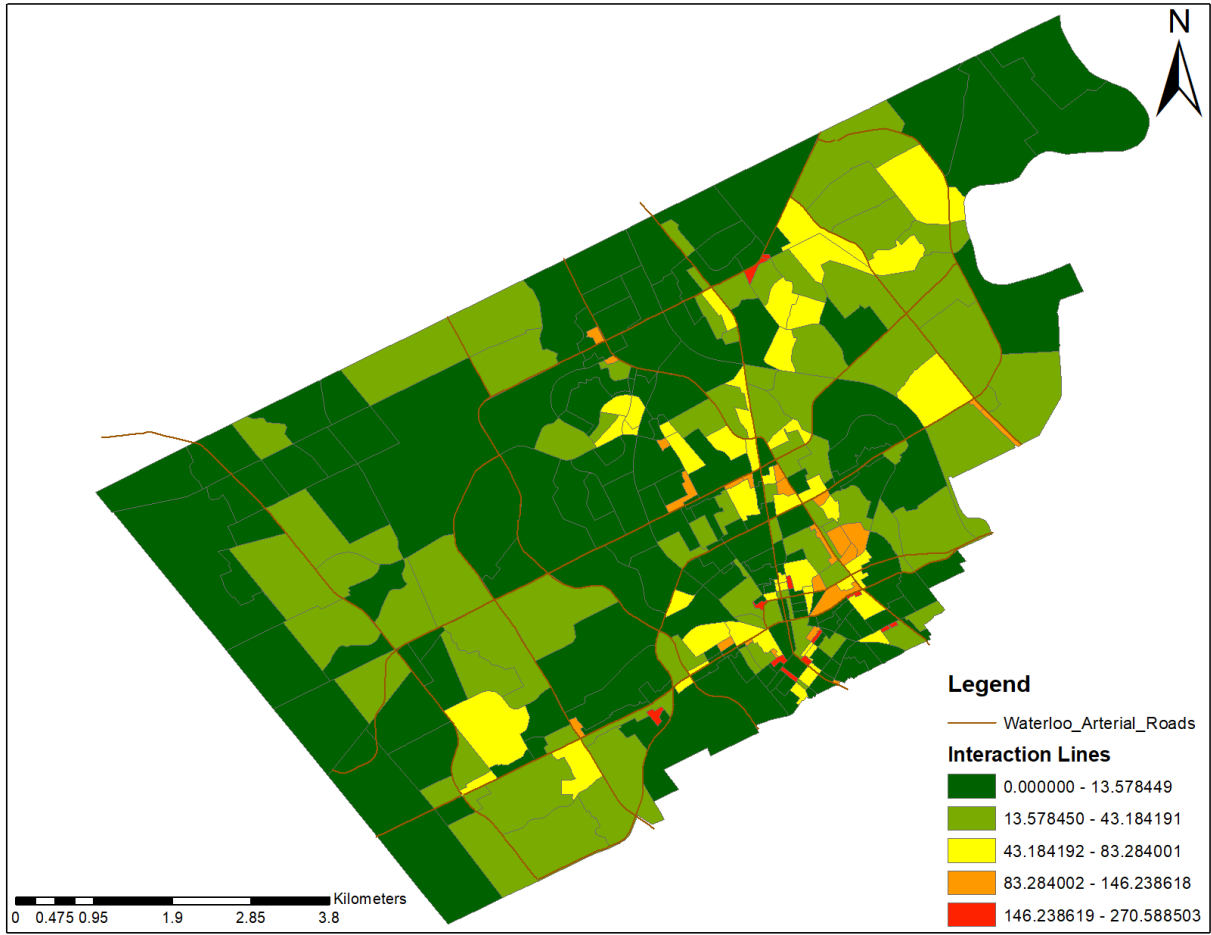 N
Legend
Waterloo_Arterial_Roads
Interaction Lines
0.000000 - 13.578449
13.578450 - 43.184191
43.184192 - 83.284001
83.284002 - 146.238618
146.238619 - 270.588503
Kilometers
0 0.475 0.95 1.9 2.85 3.8